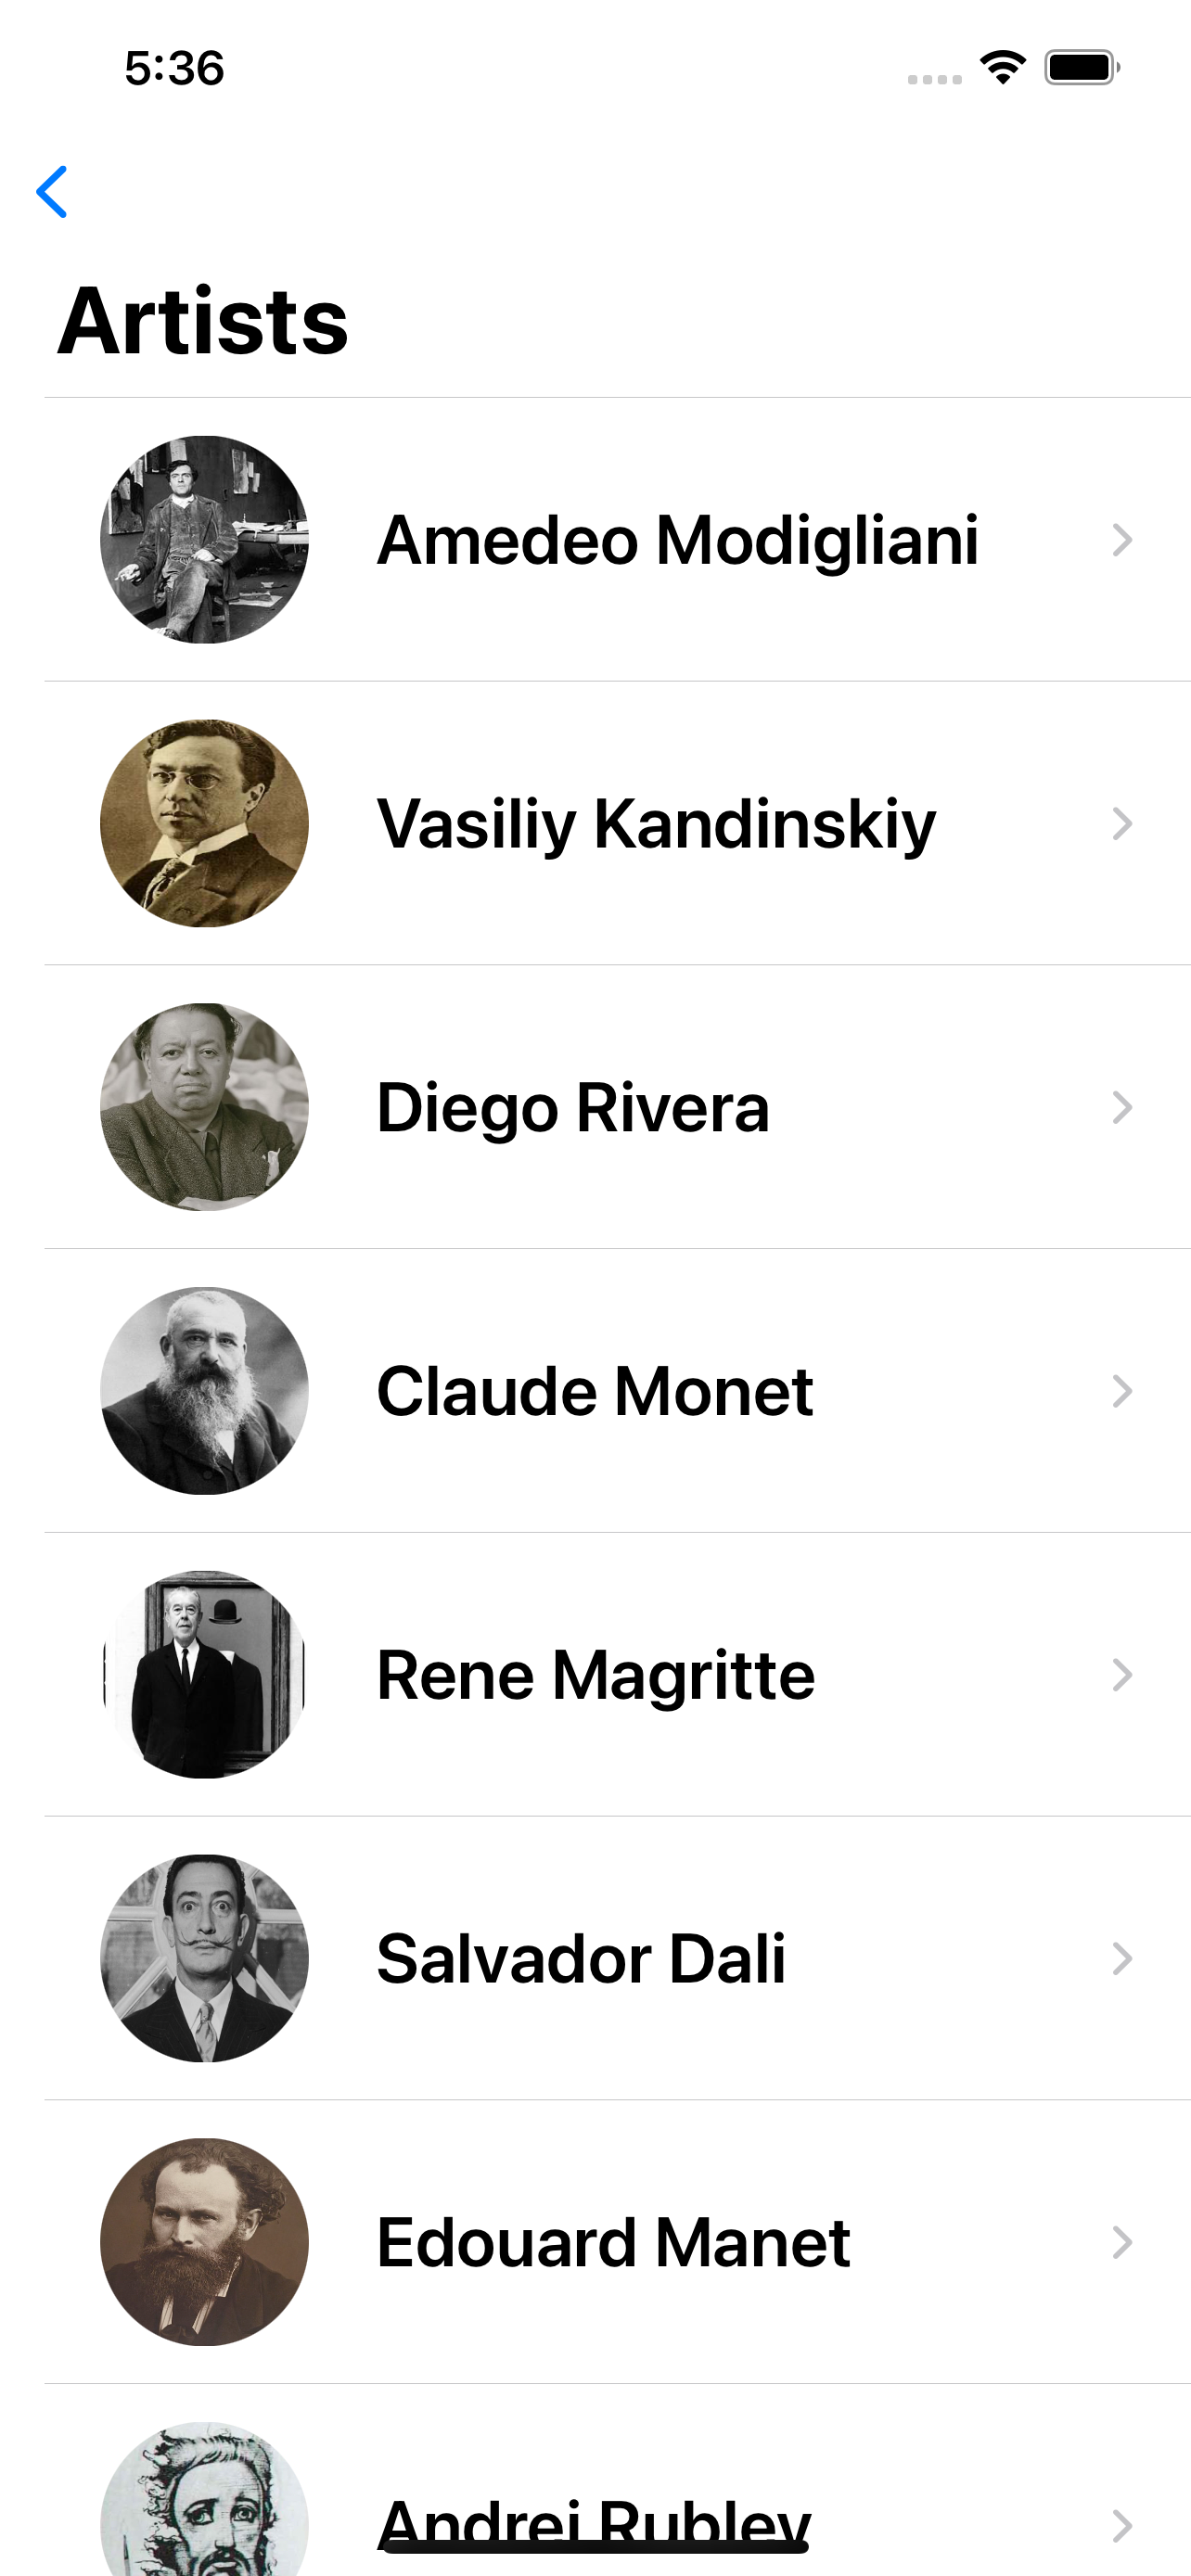 5:36
Artists
Amedeo Modigliani
Vasiliy Kandinskiy
Diego Rivera
Claude Monet
Rene Magritte
Salvador Dali
Edouard Manet
Andrei Rublev